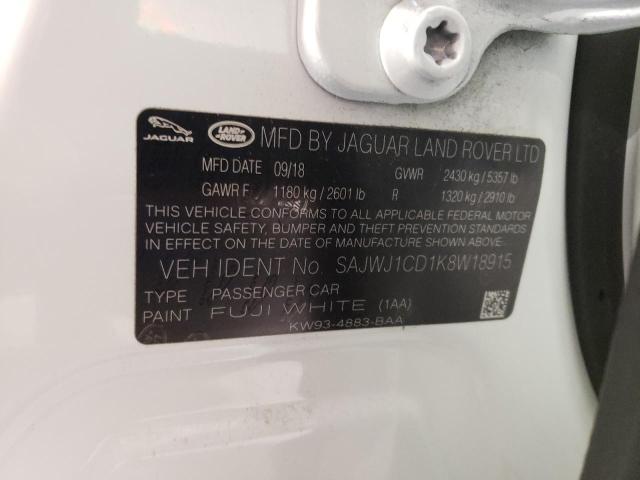 JAGUAR LAND ROVER MFD BY JAGUAR LAND ROVER LTD
MFD DATE 09/18 GWWR 2430 kg / 5357 lb
GAWR F 1180 kg / 2601 lb R 1320 kg / 2910 lb
THIS VEHICLE CONFORMS TO ALL APPLICABLE FEDERAL MOTOR
VEHICLE SAFETY, BUMPER AND THEFT PREVENTION STANDARDS
IN EFFECT ON THE DATE OF MANUFACTURE SHOWN ABOVE.
VEH IDENT No. SAJWJ1CD1K8W18915
TYPE PASSENGER CAR
PAINT FUJI WHITE (1AA)
KW93-4883-BAA